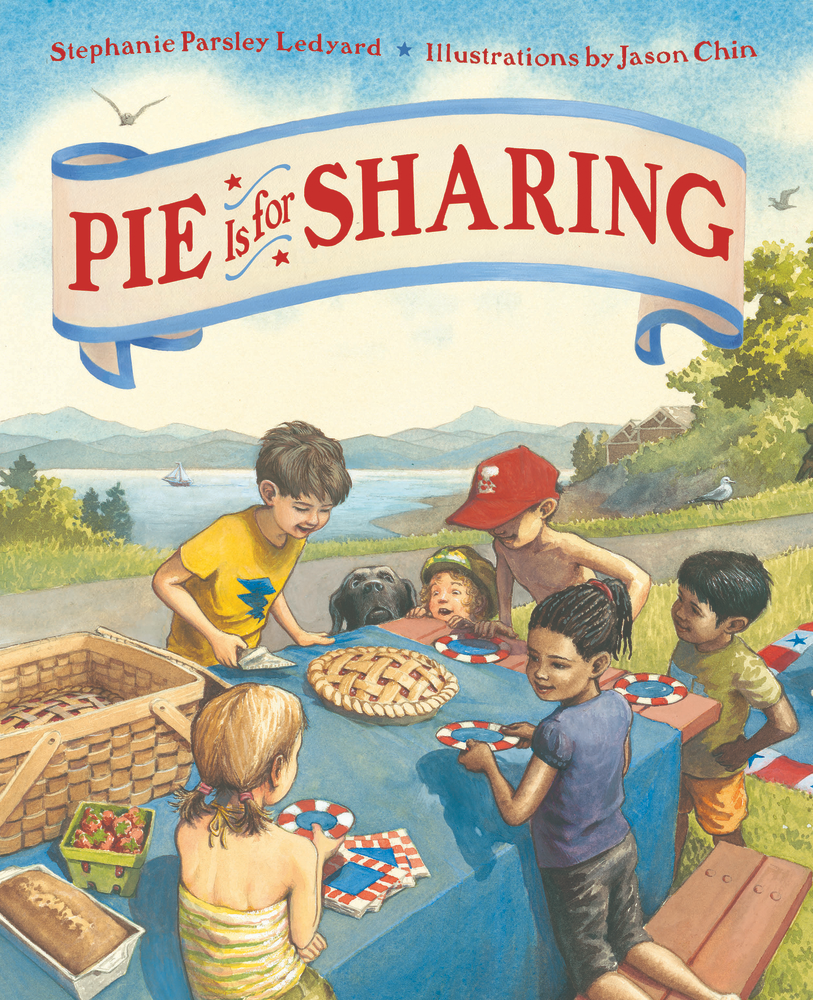 Stephanie Parsley Ledyard ★ Illustrations by Jason Chin
PIE Is for SHARING